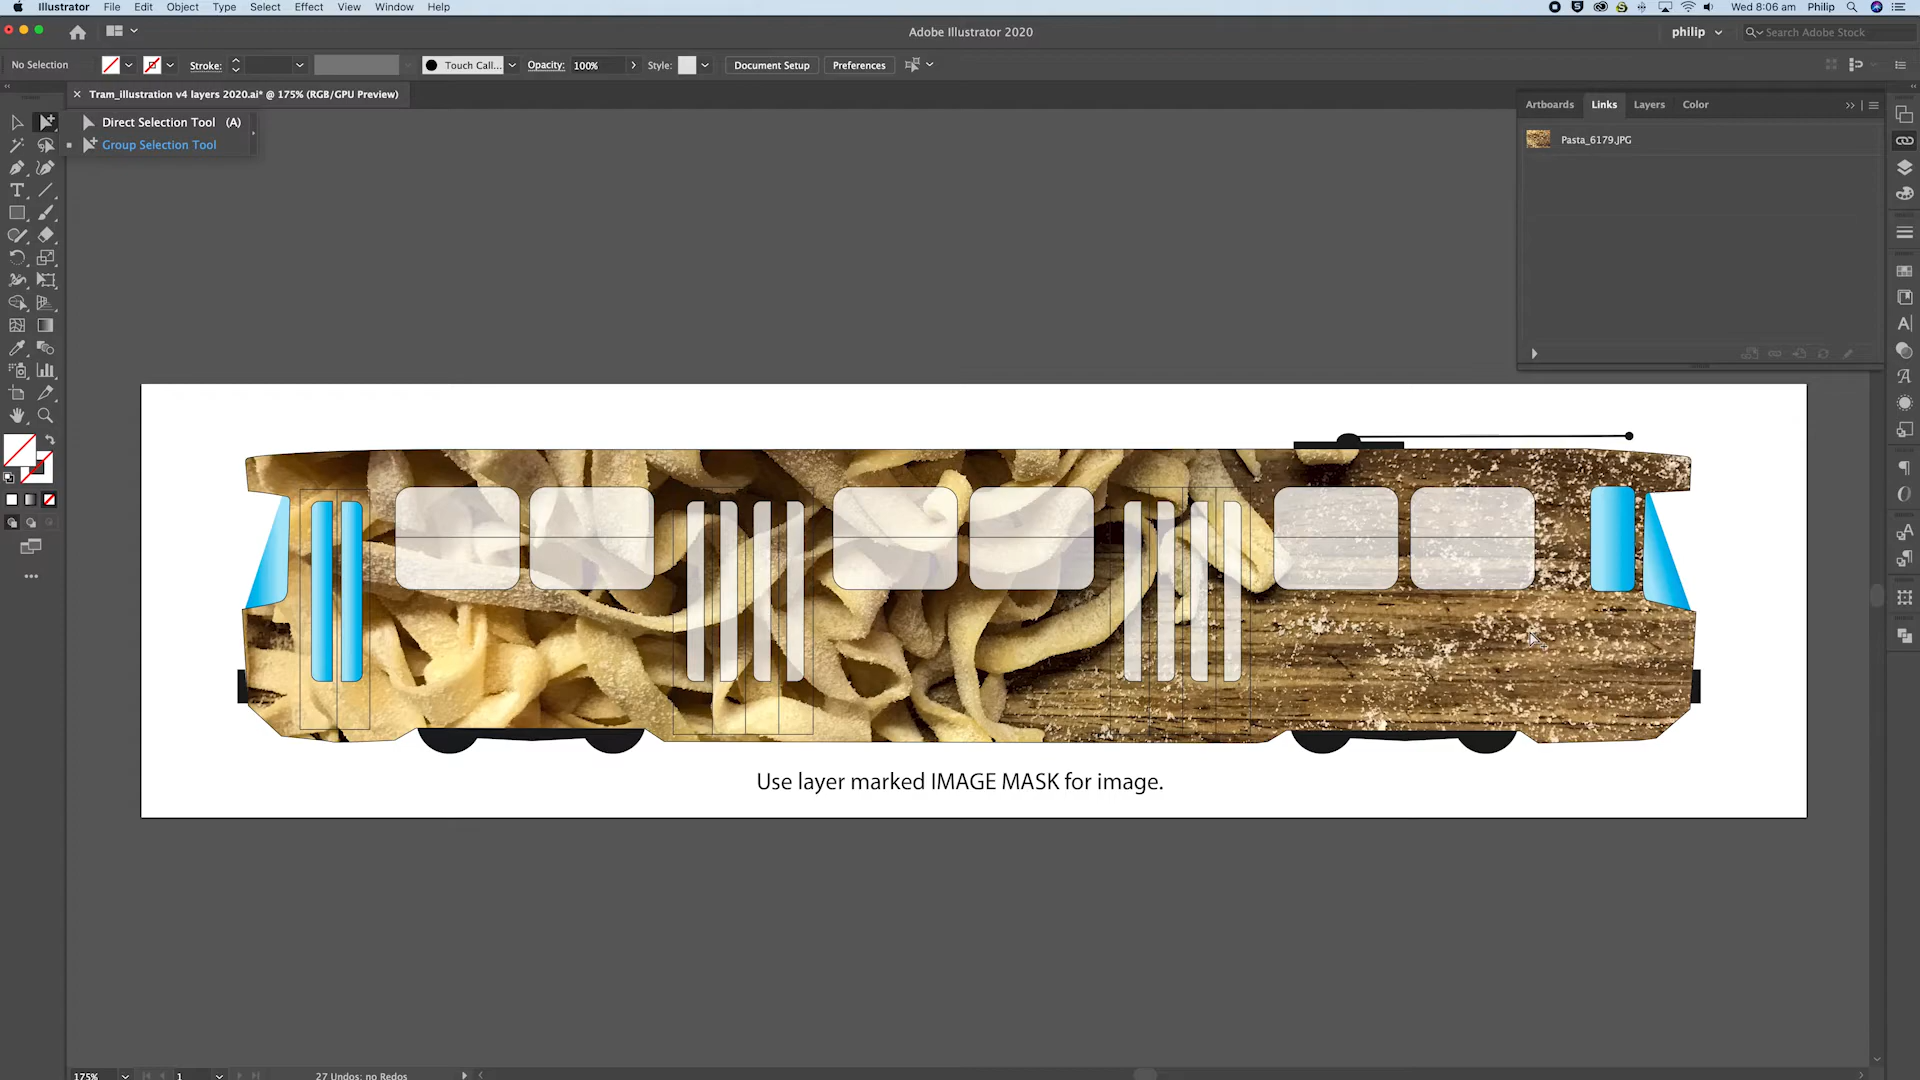 Illustrator File Edit Object Type Select Effect View Window Help
Wed 8:06 am Philip
Adobe Illustrator 2020
philip
Search Adobe Stock
No Selection
Stroke:
Touch Call...
Opacity: 100%
Style:
Document Setup
Preferences
Tram_illustration v4 layers 2020.ai* @ 175% (RGB/GPU Preview)
Artboards Links Layers Color
Direct Selection Tool (A)
Group Selection Tool
Pasta_6179.JPG
Use layer marked IMAGE MASK for image.
175%
1
27 Undos: no Redos